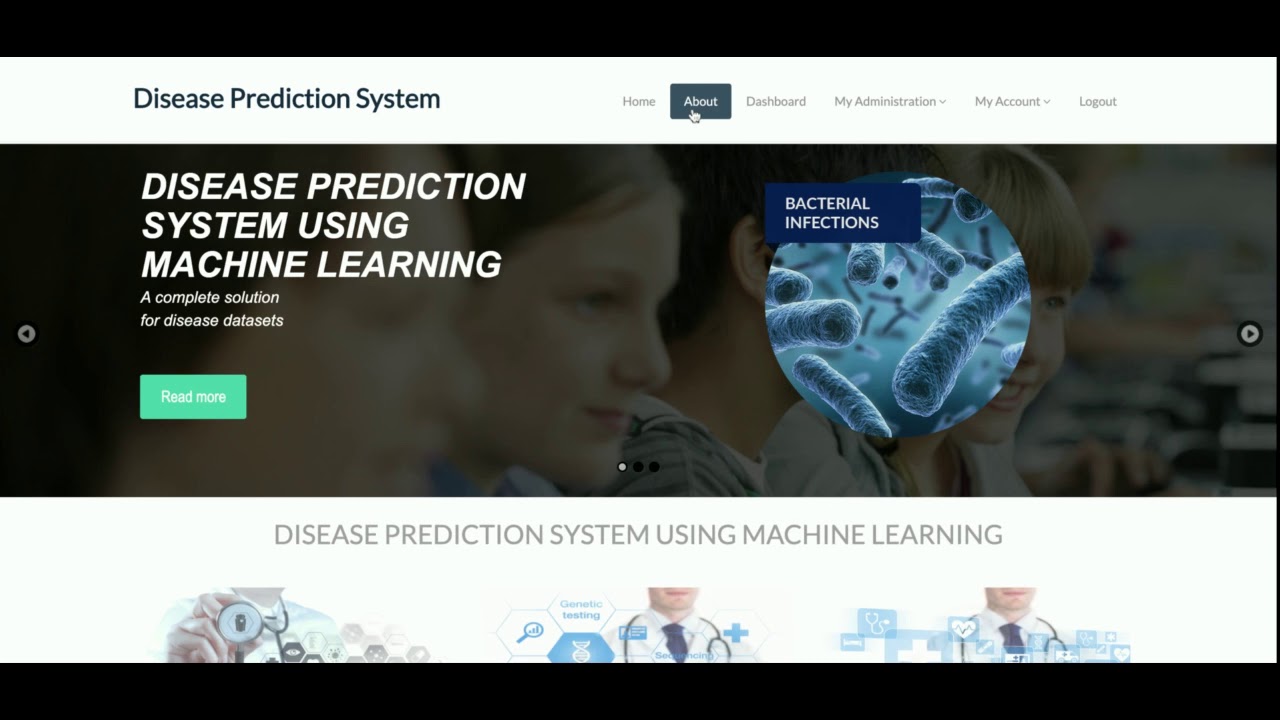 Disease Prediction System
Home About Dashboard My Administration My Account Logout
DISEASE PREDICTION
SYSTEM USING
MACHINE LEARNING
A complete solution
for disease datasets
Read more
BACTERIAL
INFECTIONS
DISEASE PREDICTION SYSTEM USING MACHINE LEARNING
Genetic
testing
Sequencing